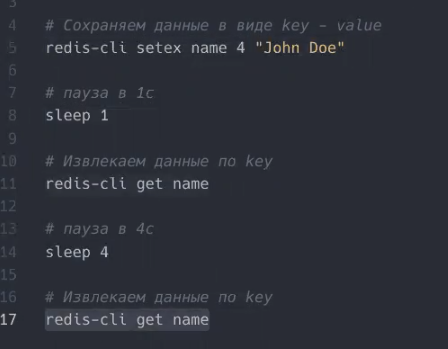 3
4 # Сохраняем данные в виде key - value
5 redis-cli setex name 4 "John Doe"
6
7 # пауза в 1с
8 sleep 1
9
10 # Извлекаем данные по key
11 redis-cli get name
12
13 # пауза в 4с
14 sleep 4
15
16 # Извлекаем данные по key
17 redis-cli get name